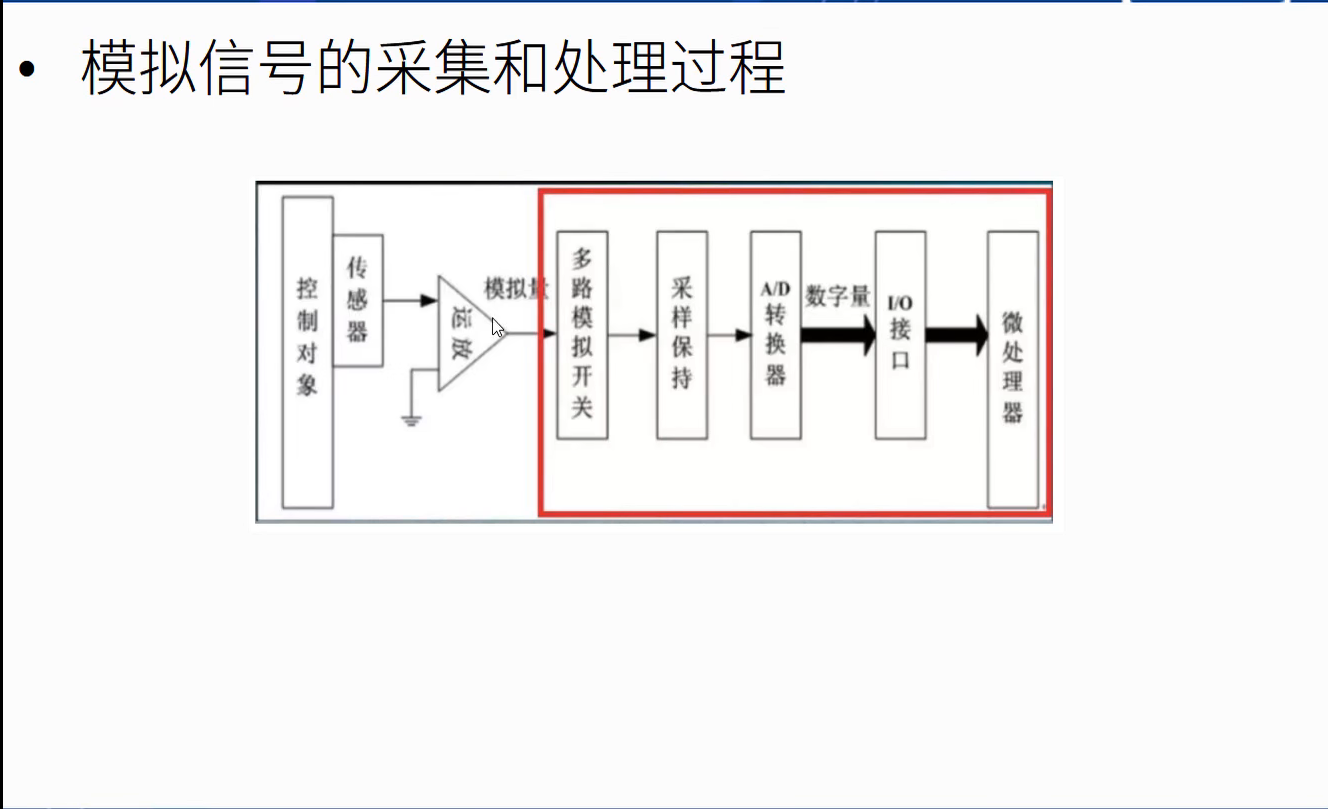 • 模拟信号的采集和处理过程
控制对象
传感器
运放
模拟量
多路模拟开关
采样保持
A/D转换器
数字量
I/O接口
微处理器